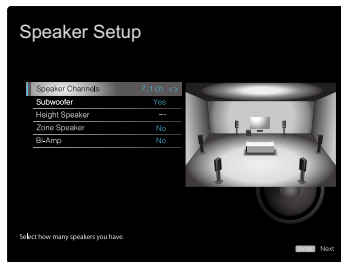 Speaker Setup
Speaker Channels 7.1 ch <>
Subwoofer Yes
Height Speaker --
Zone Speaker No
Bi-Amp No
Select how many speakers you have.
ENTER Next